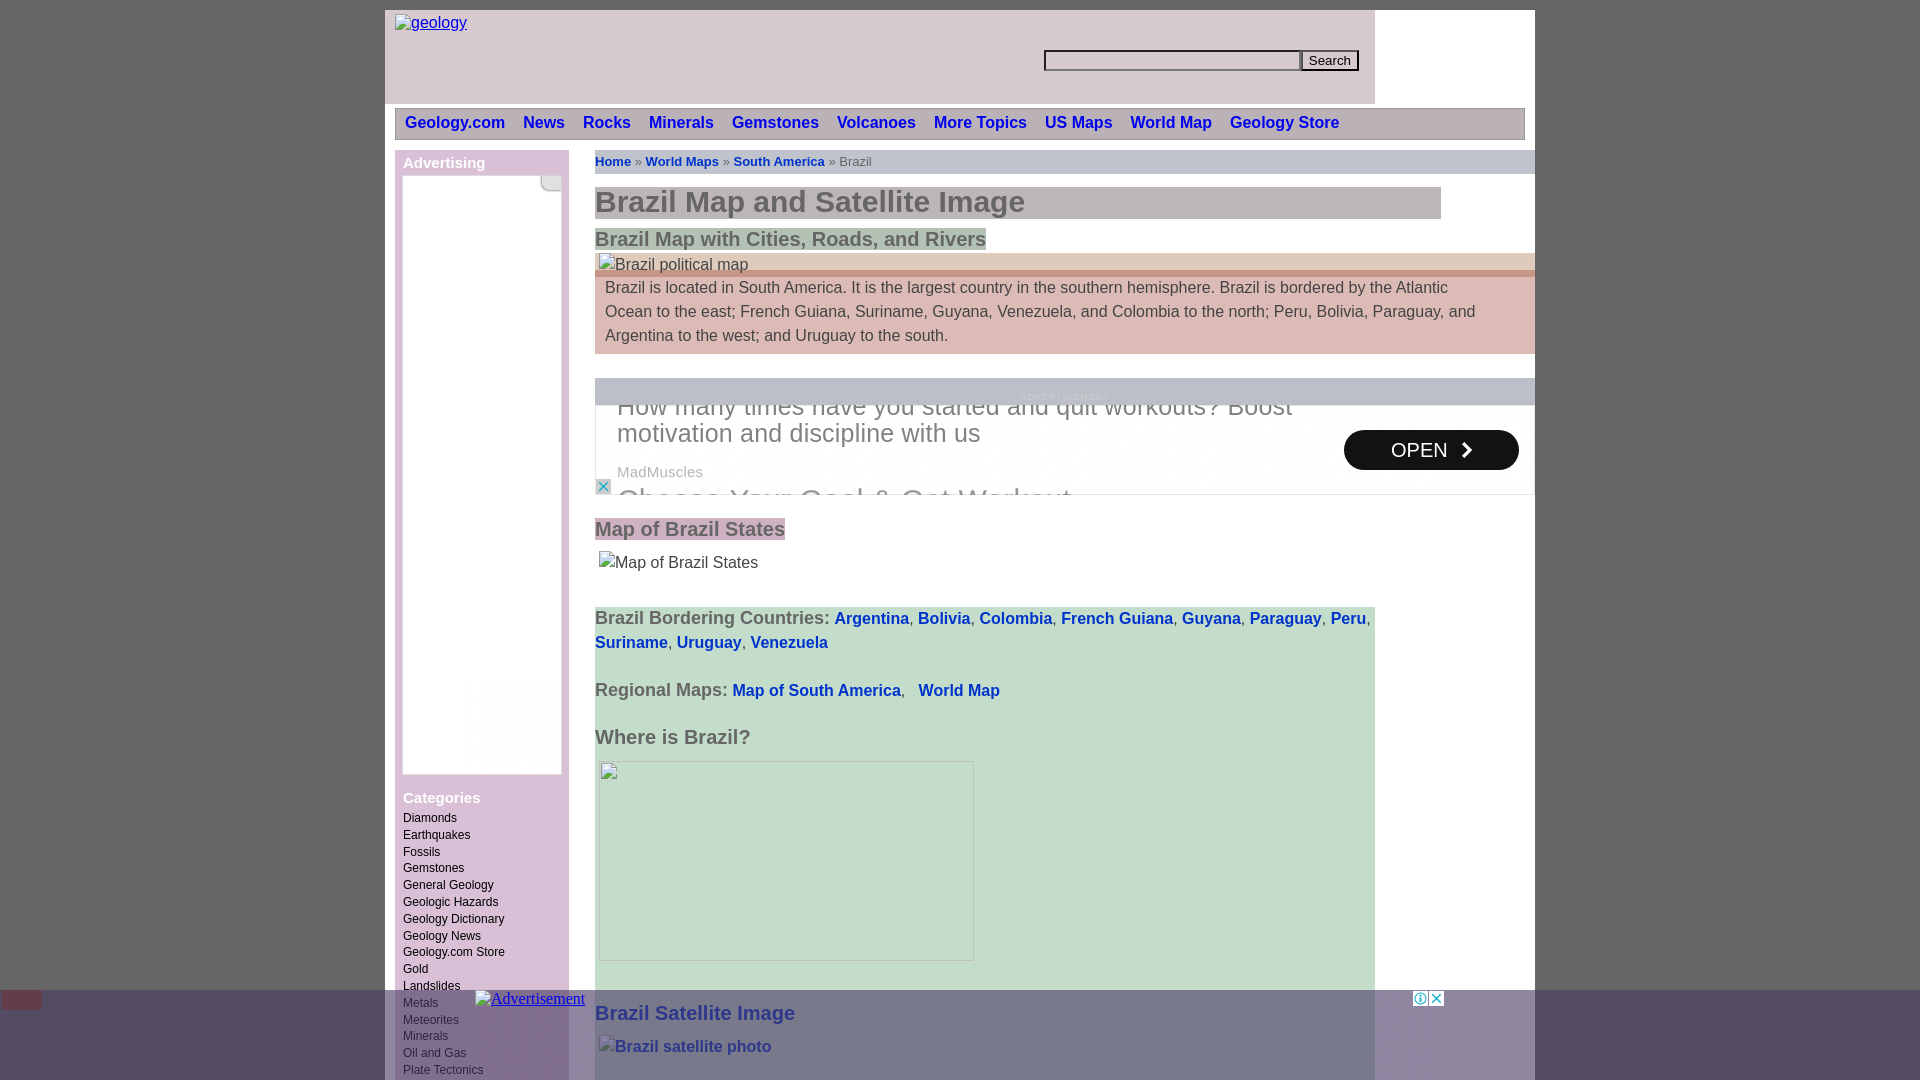 geology
Search
Geology.com News Rocks Minerals Gemstones Volcanoes More Topics US Maps World Map Geology Store
Advertising
Home » World Maps » South America » Brazil
Brazil Map and Satellite Image
Brazil Map with Cities, Roads, and Rivers
Brazil political map
Brazil is located in South America. It is the largest country in the southern hemisphere. Brazil is bordered by the Atlantic
Ocean to the east; French Guiana, Suriname, Guyana, Venezuela, and Colombia to the north; Peru, Bolivia, Paraguay, and
Argentina to the west; and Uruguay to the south.
ADVERTISEMENT
How many times have you started and quit workouts? Boost
motivation and discipline with us
OPEN
MadMuscles
Choose Your Goal & Get Workout
Map of Brazil States
Map of Brazil States
Brazil Bordering Countries: Argentina, Bolivia, Colombia, French Guiana, Guyana, Paraguay, Peru,
Suriname, Uruguay, Venezuela
Regional Maps: Map of South America, World Map
Where is Brazil?
Categories
Diamonds
Earthquakes
Fossils
Gemstones
General Geology
Geologic Hazards
Geology Dictionary
Geology News
Geology.com Store
Gold
Landslides
Metals
Meteorites
Minerals
Oil and Gas
Plate Tectonics
Advertisement
Brazil Satellite Image
Brazil satellite photo